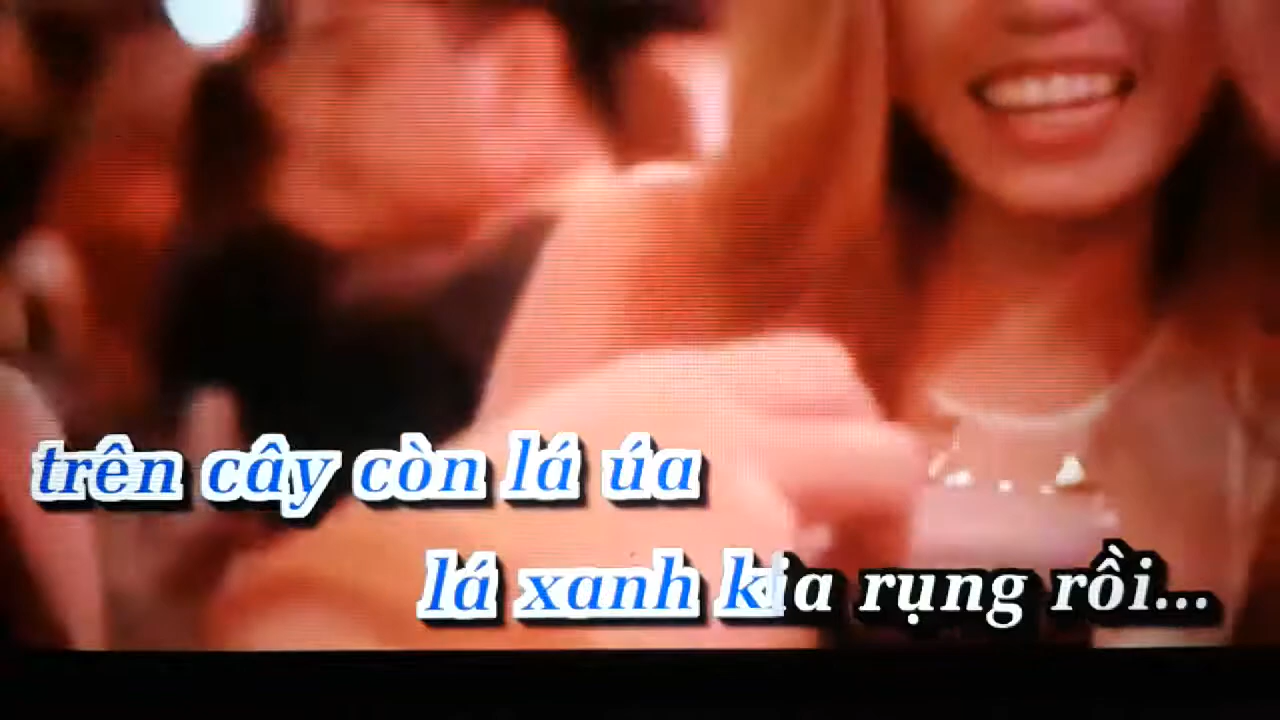 trên cây còn lá úa
lá xanh kia rụng rồi...